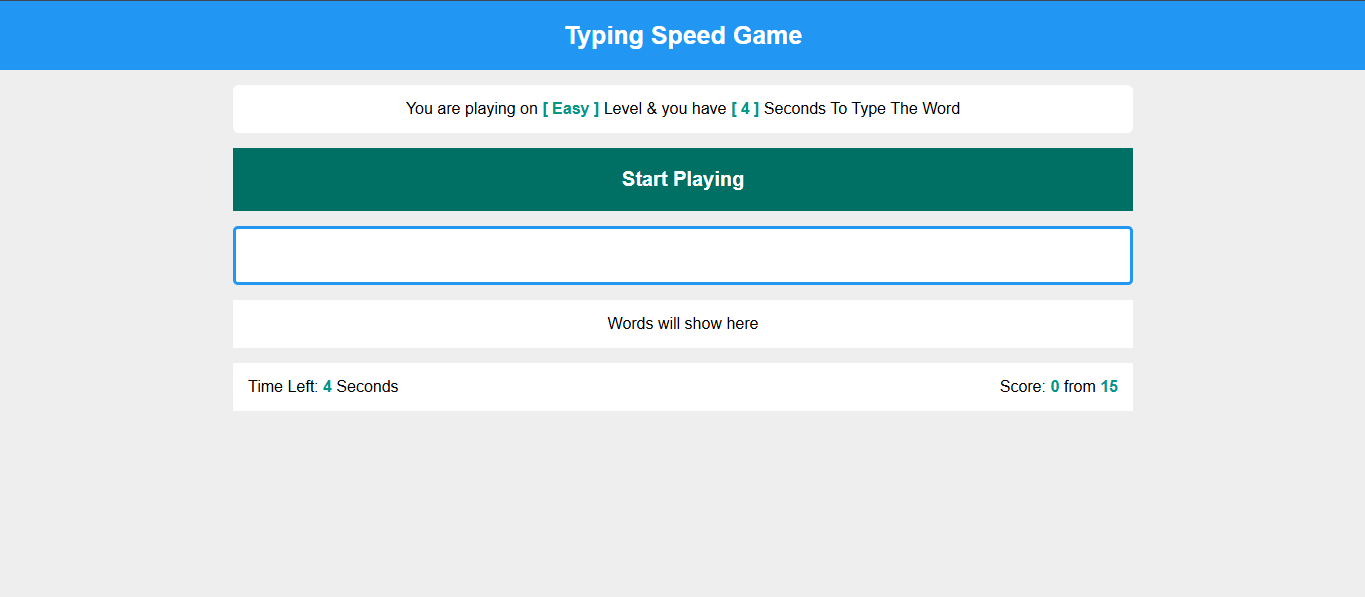 Typing Speed Game
You are playing on [ Easy ] Level & you have [ 4 ] Seconds To Type The Word
Start Playing
Words will show here
Time Left: 4 Seconds
Score: 0 from 15